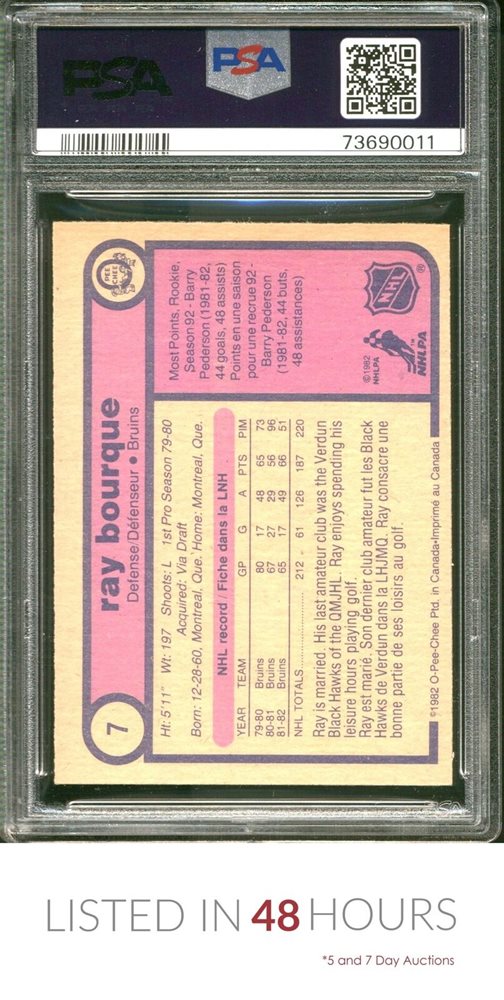 PSA
PSA
73690011
7
ray bourque
Defense/Défenseur • Bruins
O
PEE
CHEE
Ht: 5'11" Wt: 197 Shoots: L 1st Pro Season 79-80
Acquired: Via Draft
Born: 12-28-60, Montreal, Que. Home: Montreal, Que.
NHL record / Fiche dans la LNH
YEAR TEAM GP G A PTS PIM
79-80 Bruins 80 17 48 65 73
80-81 Bruins 67 27 29 56 96
81-82 Bruins 65 17 49 66 51
NHL TOTALS 212 61 126 187 220
Ray is married. His last amateur club was the Verdun
Black Hawks of the QMJHL. Ray enjoys spending his
leisure hours playing golf.
Ray est marié. Son dernier club amateur fut les Black
Hawks de Verdun dans la LHJMQ. Ray consacre une
bonne partie de ses loisirs au golf.
Most Points, Rookie,
Season 92 - Barry
Pederson (1981-82,
44 goals, 48 assists)
Points en une saison
pour une recrue 92 -
Barry Pederson
(1981-82, 44 buts,
48 assistances)
©1982
NHLPA
NHLPA
NHL
®
©1982 O-Pee-Chee Ptd. in Canada•Imprimé au Canada
LISTED IN 48 HOURS
*5 and 7 Day Auctions